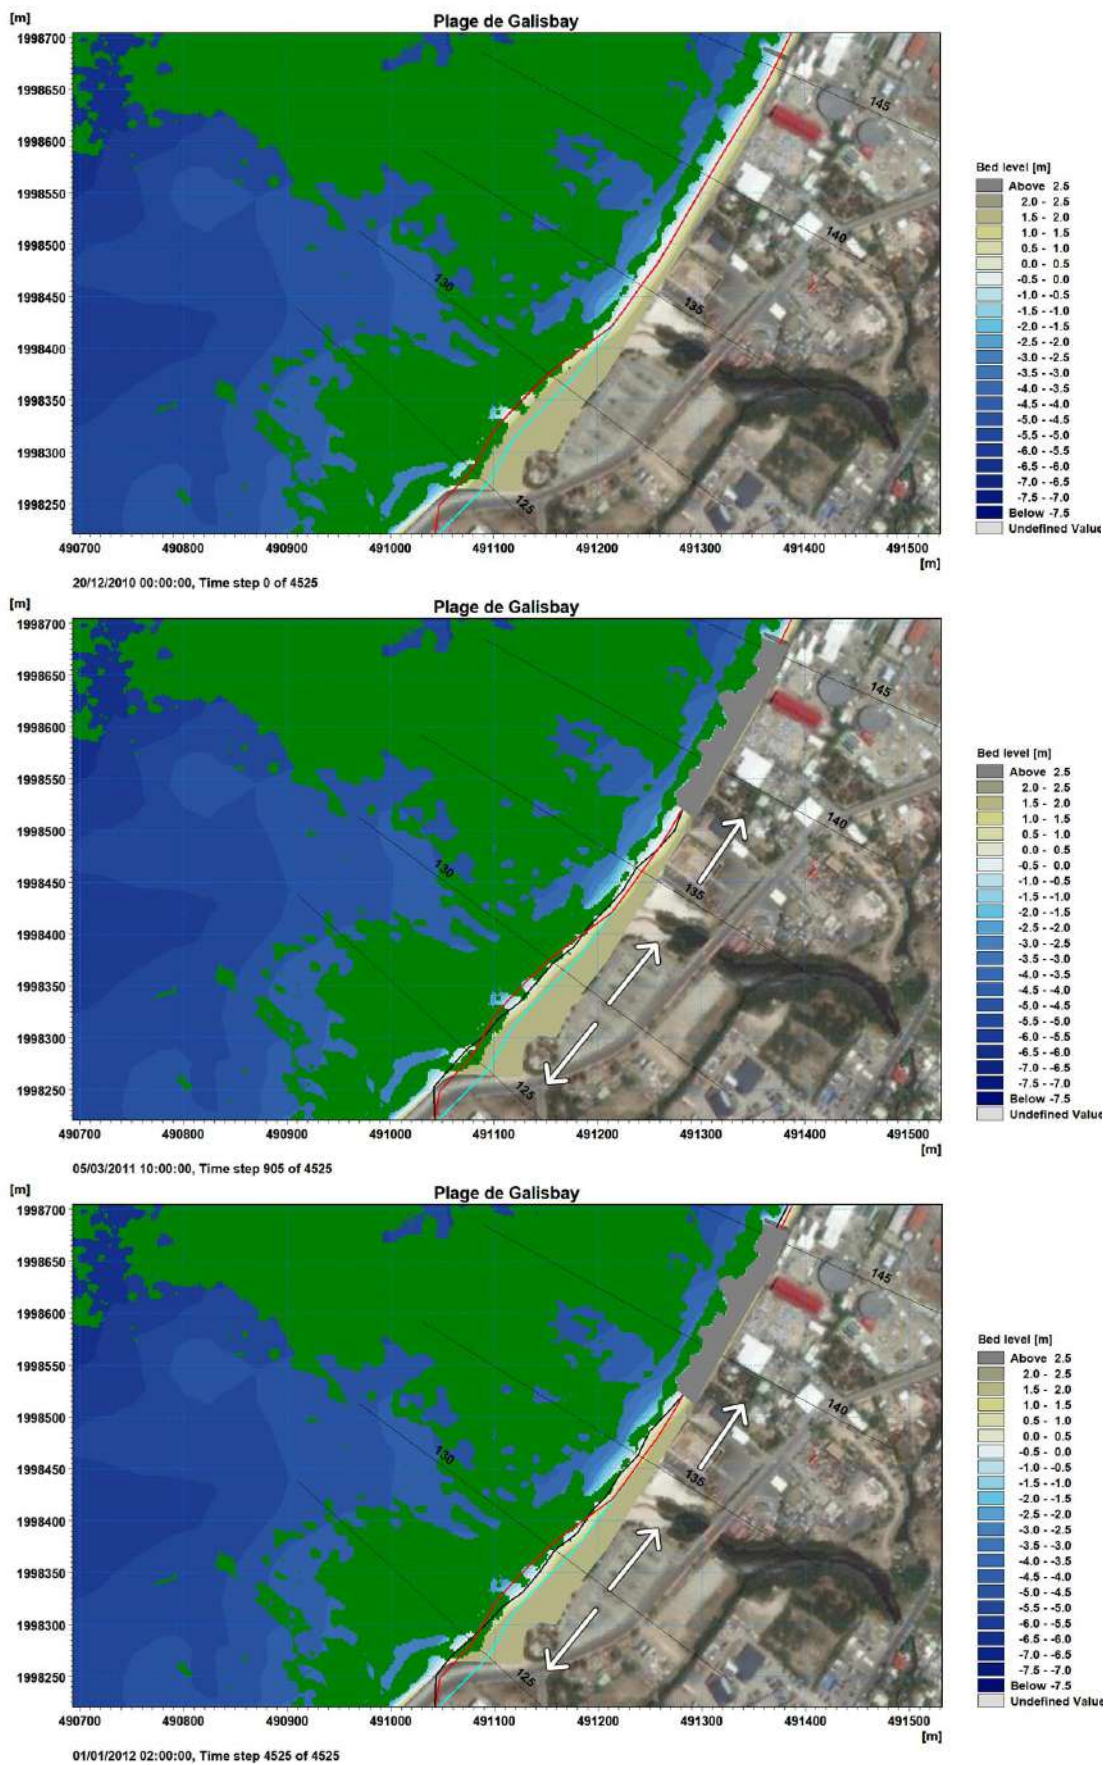 [m]
Plage de Galisbay
1998700
1998650
1998600
1998550
1998500
1998450
1998400
1998350
1998300
1998250
145
140
135
130
125
490700 490800 490900 491000 491100 491200 491300 491400 491500
[m]
20/12/2010 00:00:00, Time step 0 of 4525
Bed level [m]
Above 2.5
2.0 - 2.5
1.5 - 2.0
1.0 - 1.5
0.5 - 1.0
0.0 - 0.5
-0.5 - 0.0
-1.0 - -0.5
-1.5 - -1.0
-2.0 - -1.5
-2.5 - -2.0
-3.0 - -2.5
-3.5 - -3.0
-4.0 - -3.5
-4.5 - -4.0
-5.0 - -4.5
-5.5 - -5.0
-6.0 - -5.5
-6.5 - -6.0
-7.0 - -6.5
-7.5 - -7.0
Below -7.5
Undefined Value
[m]
Plage de Galisbay
1998700
1998650
1998600
1998550
1998500
1998450
1998400
1998350
1998300
1998250
145
140
135
130
125
490700 490800 490900 491000 491100 491200 491300 491400 491500
[m]
05/03/2011 10:00:00, Time step 905 of 4525
Bed level [m]
Above 2.5
2.0 - 2.5
1.5 - 2.0
1.0 - 1.5
0.5 - 1.0
0.0 - 0.5
-0.5 - 0.0
-1.0 - -0.5
-1.5 - -1.0
-2.0 - -1.5
-2.5 - -2.0
-3.0 - -2.5
-3.5 - -3.0
-4.0 - -3.5
-4.5 - -4.0
-5.0 - -4.5
-5.5 - -5.0
-6.0 - -5.5
-6.5 - -6.0
-7.0 - -6.5
-7.5 - -7.0
Below -7.5
Undefined Value
[m]
Plage de Galisbay
1998700
1998650
1998600
1998550
1998500
1998450
1998400
1998350
1998300
1998250
145
140
135
130
125
490700 490800 490900 491000 491100 491200 491300 491400 491500
[m]
01/01/2012 02:00:00, Time step 4525 of 4525
Bed level [m]
Above 2.5
2.0 - 2.5
1.5 - 2.0
1.0 - 1.5
0.5 - 1.0
0.0 - 0.5
-0.5 - 0.0
-1.0 - -0.5
-1.5 - -1.0
-2.0 - -1.5
-2.5 - -2.0
-3.0 - -2.5
-3.5 - -3.0
-4.0 - -3.5
-4.5 - -4.0
-5.0 - -4.5
-5.5 - -5.0
-6.0 - -5.5
-6.5 - -6.0
-7.0 - -6.5
-7.5 - -7.0
Below -7.5
Undefined Value